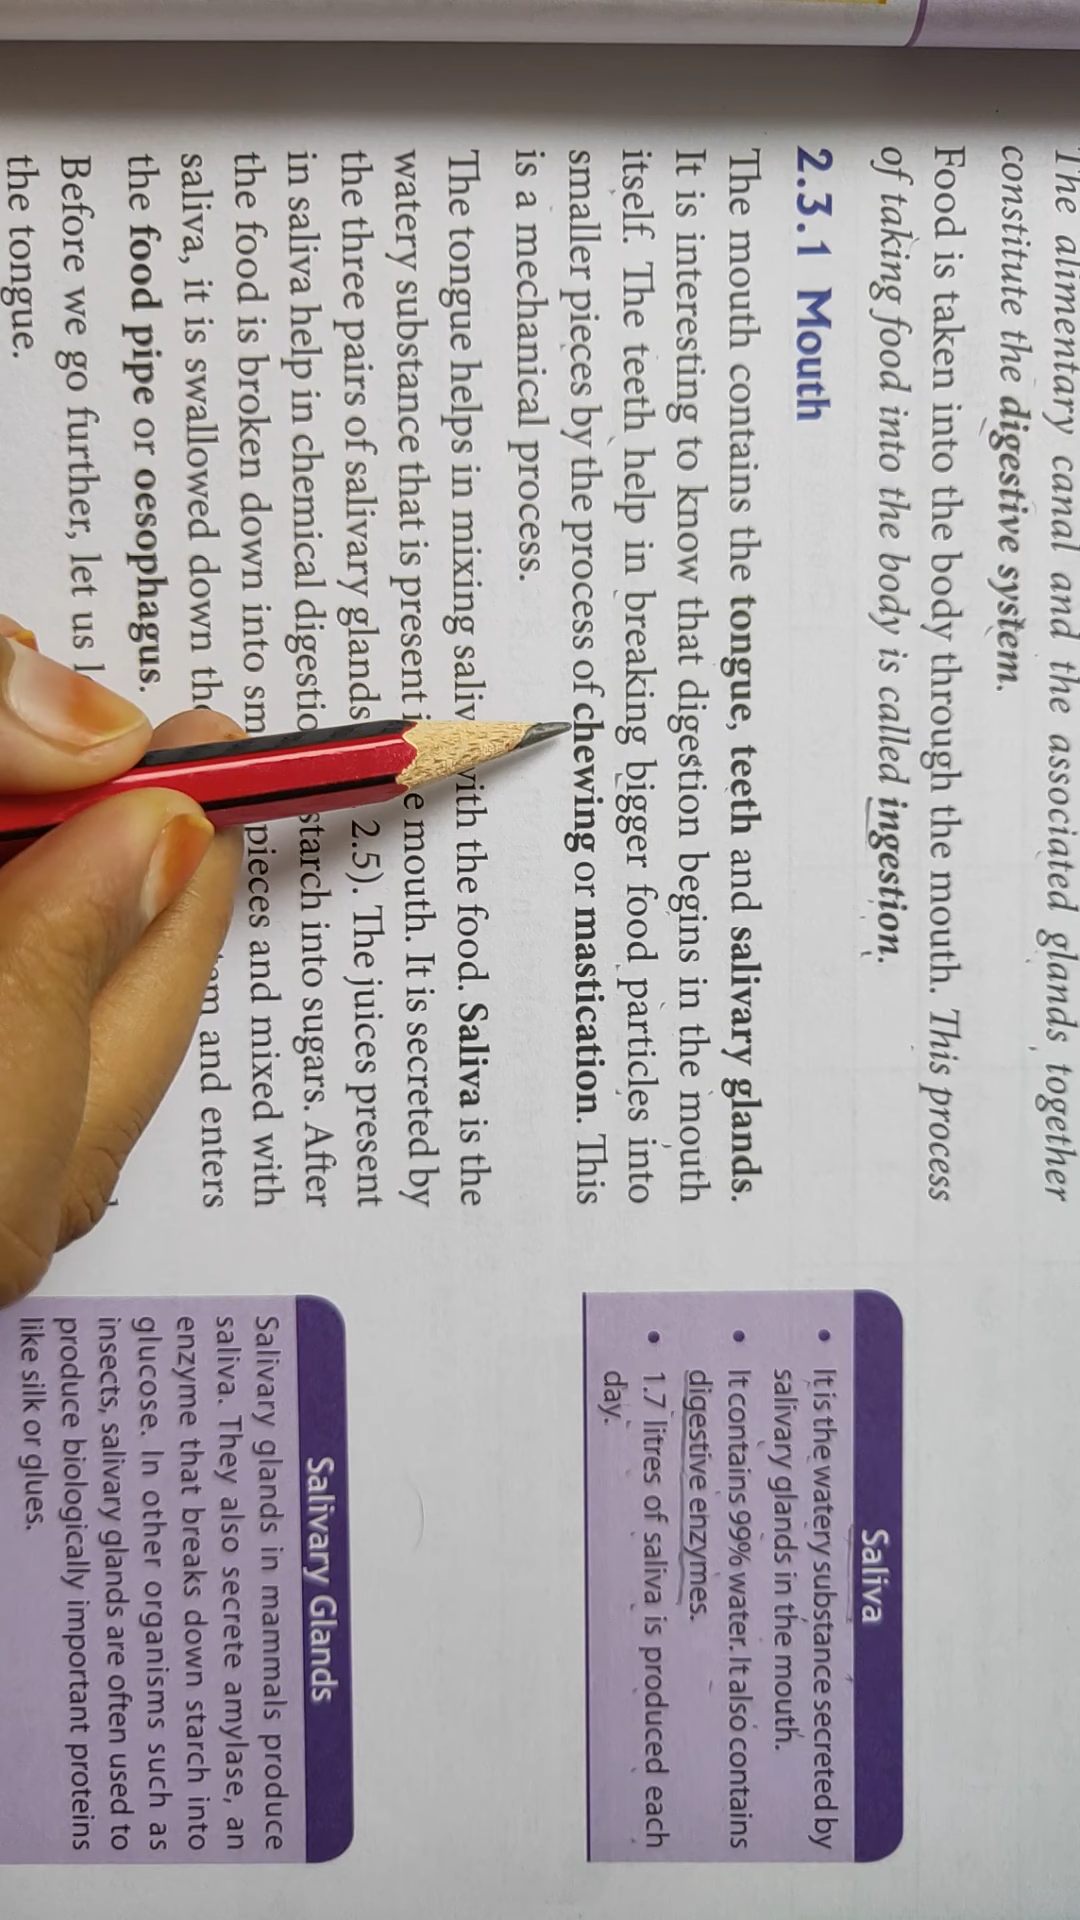 The alimentary canal and the associated glands together
constitute the digestive system.
Food is taken into the body through the mouth. This process
of taking food into the body is called ingestion.
2.3.1 Mouth
The mouth contains the tongue, teeth and salivary glands.
It is interesting to know that digestion begins in the mouth
itself. The teeth help in breaking bigger food particles into
smaller pieces by the process of chewing or mastication. This
is a mechanical process.
The tongue helps in mixing with the food. Saliva is the
watery substance that is present mouth. It is secreted by
the three pairs of salivary glands 2.5). The juices present
in saliva help in chemical starch into sugars. After
the food is broken down into pieces and mixed with
saliva, it is swallowed down and enters
the food pipe or oesophagus.
Before we go further, let us
the tongue.
Saliva
• It is the watery substance secreted by
salivary glands in the mouth.
• It contains 99% water. It also contains
digestive enzymes.
• 1.7 litres of saliva is produced each
day.
Salivary Glands
Salivary glands in mammals produce
saliva. They also secrete amylase, an
enzyme that breaks down starch into
glucose. In other organisms such as
insects, salivary glands are often used to
produce biologically important proteins
like silk or glues.